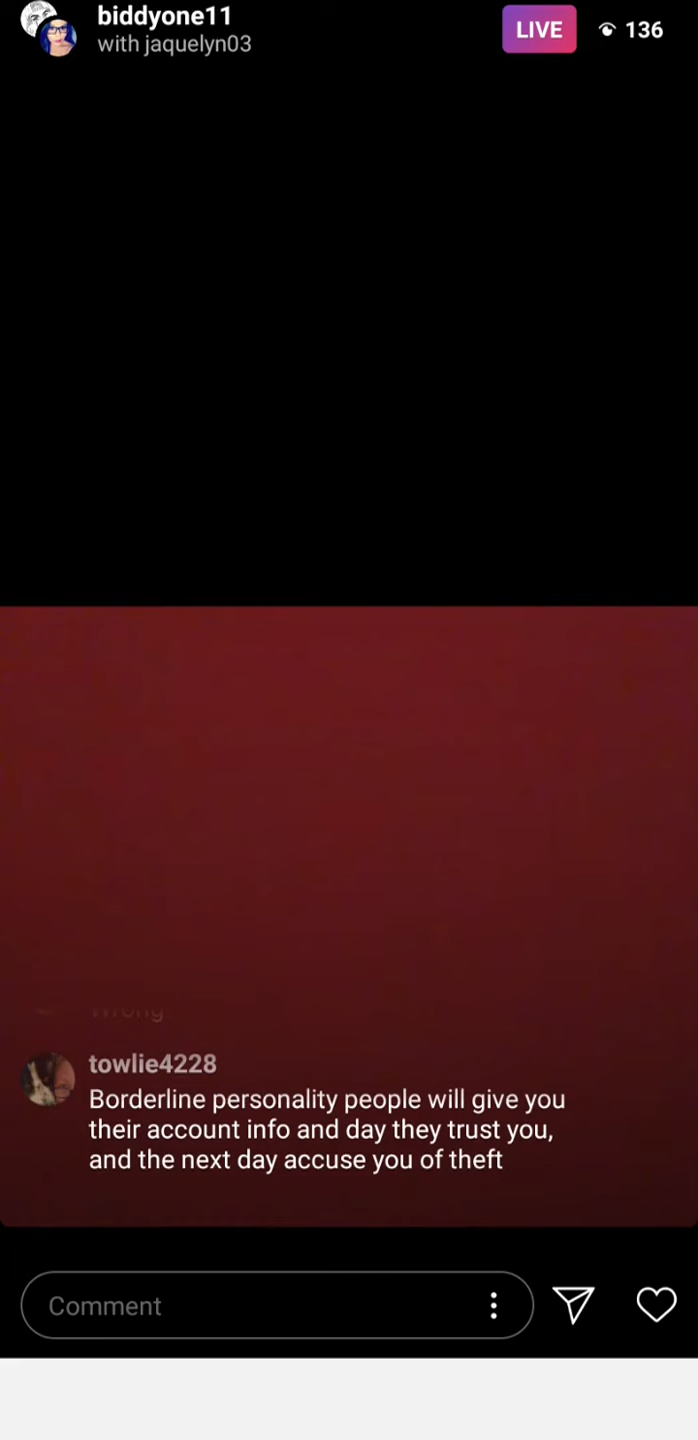 biddyone11
with jaquelyn03
LIVE
136
Wrong
towlie4228
Borderline personality people will give you
their account info and day they trust you,
and the next day accuse you of theft
Comment